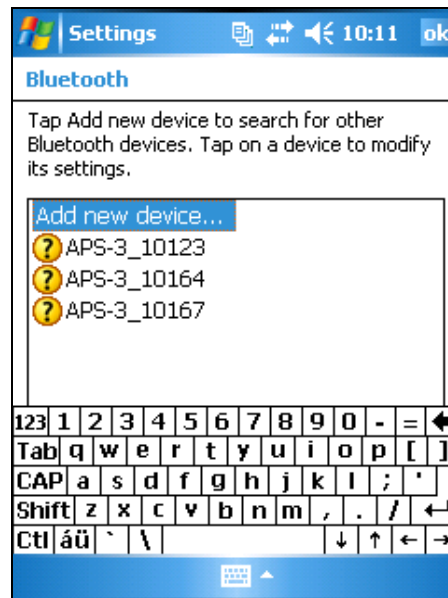 Settings 10:11 ok
Bluetooth
Tap Add new device to search for other
Bluetooth devices. Tap on a device to modify
its settings.
Add new device...
? APS-3_10123
? APS-3_10164
? APS-3_10167
123 1 2 3 4 5 6 7 8 9 0 - = ←
Tab q w e r t y u i o p [ ]
CAP a s d f g h j k l ; '
Shift z x c v b n m , . / ↵
Ctl áü ` \ ↓ ↑ ← →